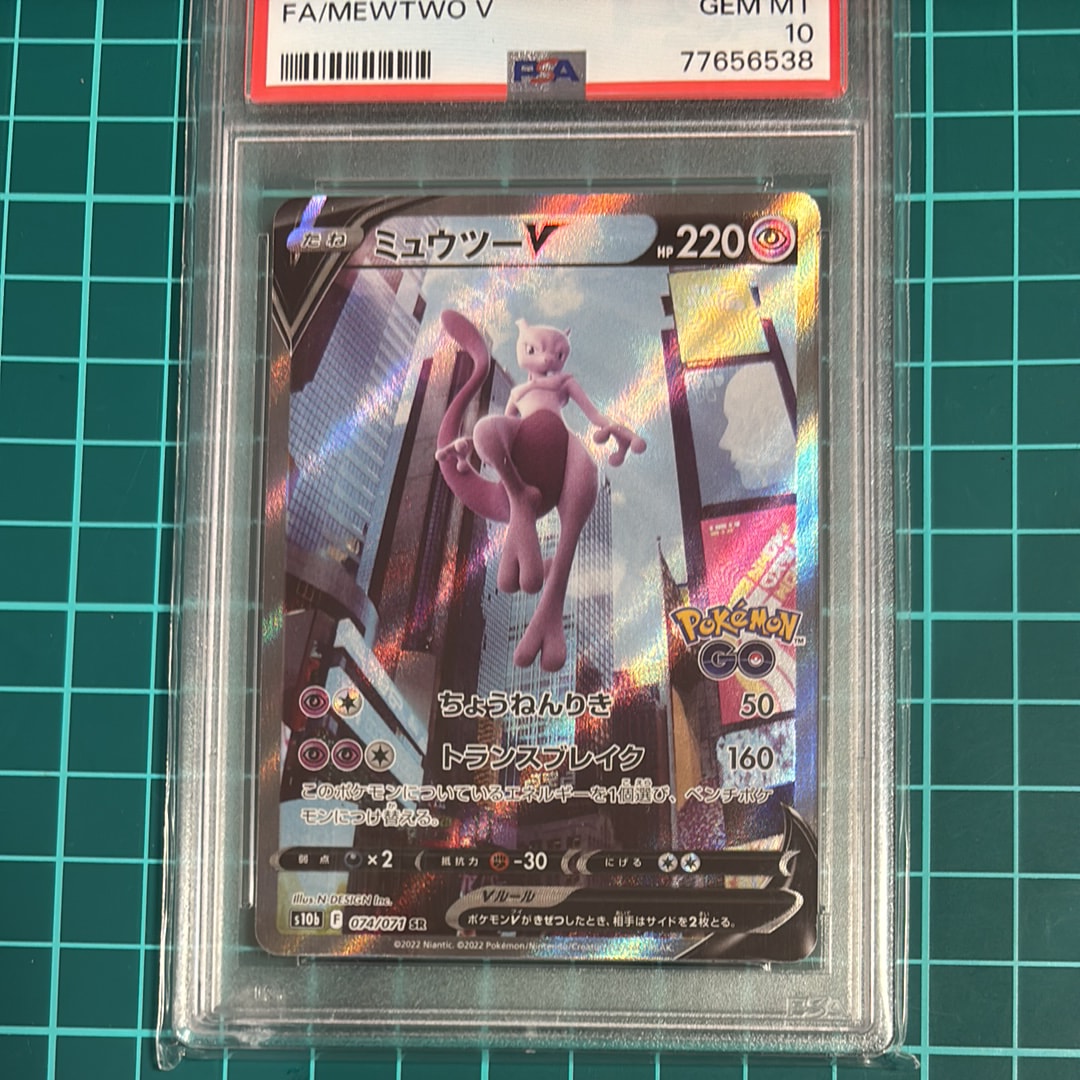 FA/MEWTWO V
GEM MT
10
77656538
PSA
たね
ミュウツーV
HP 220
POKéMON
GO
ちょうねんりき 50
トランスブレイク 160
このポケモンについているエネルギーを1個選び、ベンチポケ
モンにつけ替える。
弱点 ×2 抵抗力 -30 にげる
Vルール
ポケモンVがきぜつしたとき、相手はサイドを2枚とる。
Illus. N-DESIGN Inc.
s10b F 074/071 SR
©2022 Niantic. ©2022 Pokémon/Nintendo/Creatures
PSA